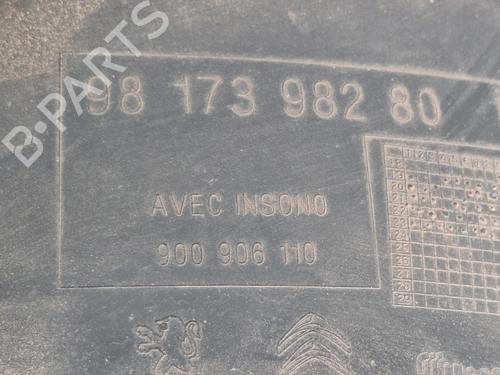 B-PARTS
98 173 982 80
AVEC INSONO
900 906 110